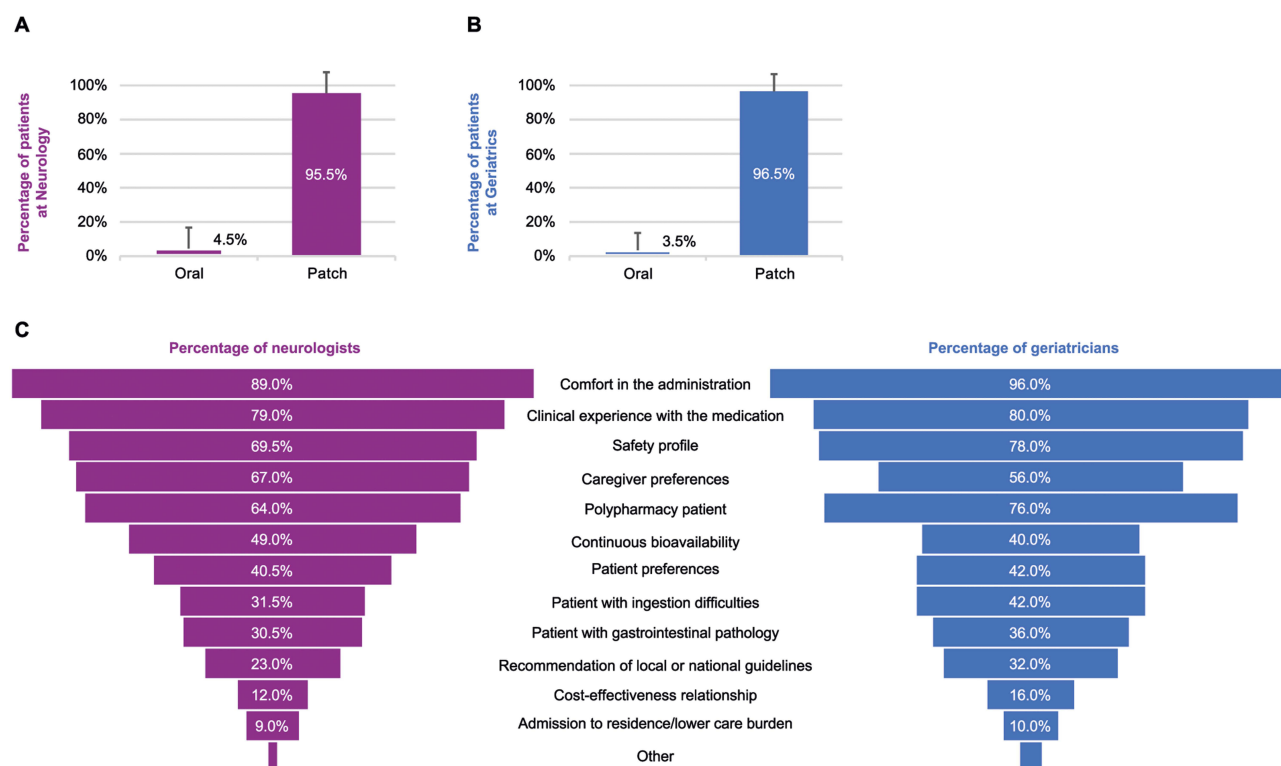 A
Percentage of patients
at Neurology
100%
80%
60%
40%
20%
0%
4.5%
95.5%
Oral
Patch
B
Percentage of patients
at Geriatrics
100%
80%
60%
40%
20%
0%
3.5%
96.5%
Oral
Patch
C
Percentage of neurologists
Percentage of geriatricians
89.0% Comfort in the administration 96.0%
79.0% Clinical experience with the medication 80.0%
69.5% Safety profile 78.0%
67.0% Caregiver preferences 56.0%
64.0% Polypharmacy patient 76.0%
49.0% Continuous bioavailability 40.0%
40.5% Patient preferences 42.0%
31.5% Patient with ingestion difficulties 42.0%
30.5% Patient with gastrointestinal pathology 36.0%
23.0% Recommendation of local or national guidelines 32.0%
12.0% Cost-effectiveness relationship 16.0%
9.0% Admission to residence/lower care burden 10.0%
Other